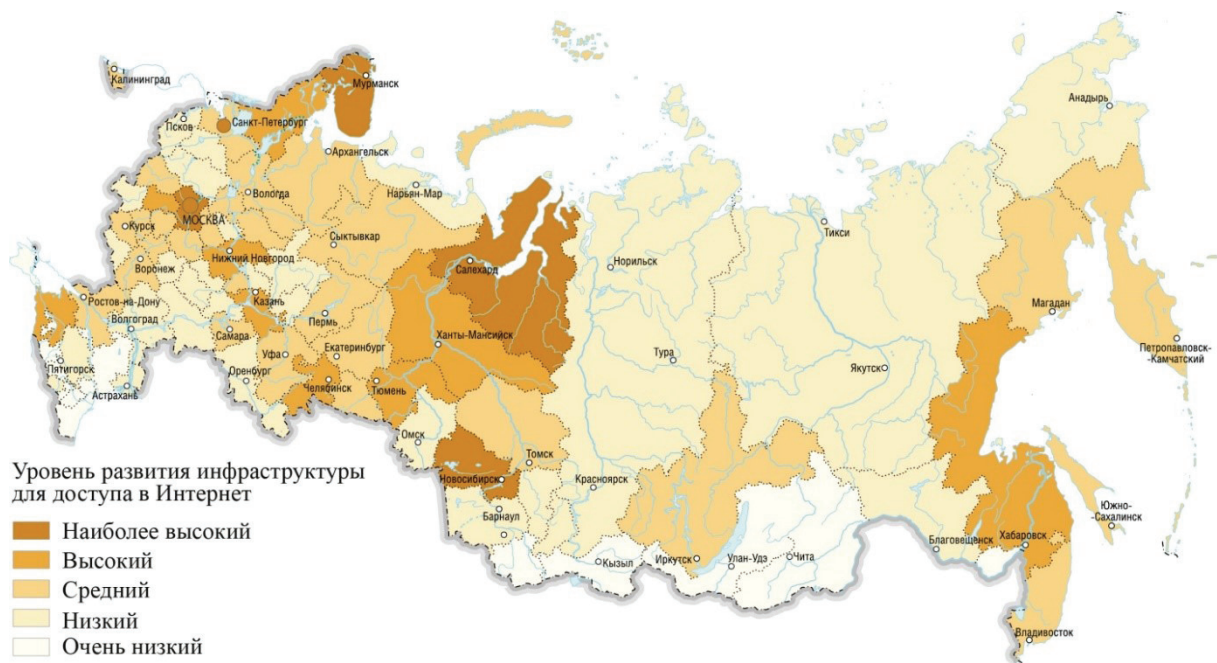 Калининград
Мурманск
Псков
Санкт-Петербург
Архангельск
Анадырь
Вологда
Нарьян-Мар
МОСКВА
Курск
Сыктывкар
Тикси
Воронеж
Нижний Новгород
Салехард
Норильск
Ростов-на-Дону
Казань
Магадан
Волгоград
Пермь
Ханты-Мансийск
Самара
Петропавловск-
Камчатский
Пятигорск
Уфа
Екатеринбург
Тура
Якутск
Оренбург
Астрахань
Челябинск
Тюмень
Омск
Томск
Новосибирск
Красноярск
Барнаул
Южно-
-Сахалинск
Благовещенск
Хабаровск
Кызыл
Иркутск
Улан-Удэ
Чита
Владивосток
Уровень развития инфраструктуры
для доступа в Интернет
Наиболее высокий
Высокий
Средний
Низкий
Очень низкий